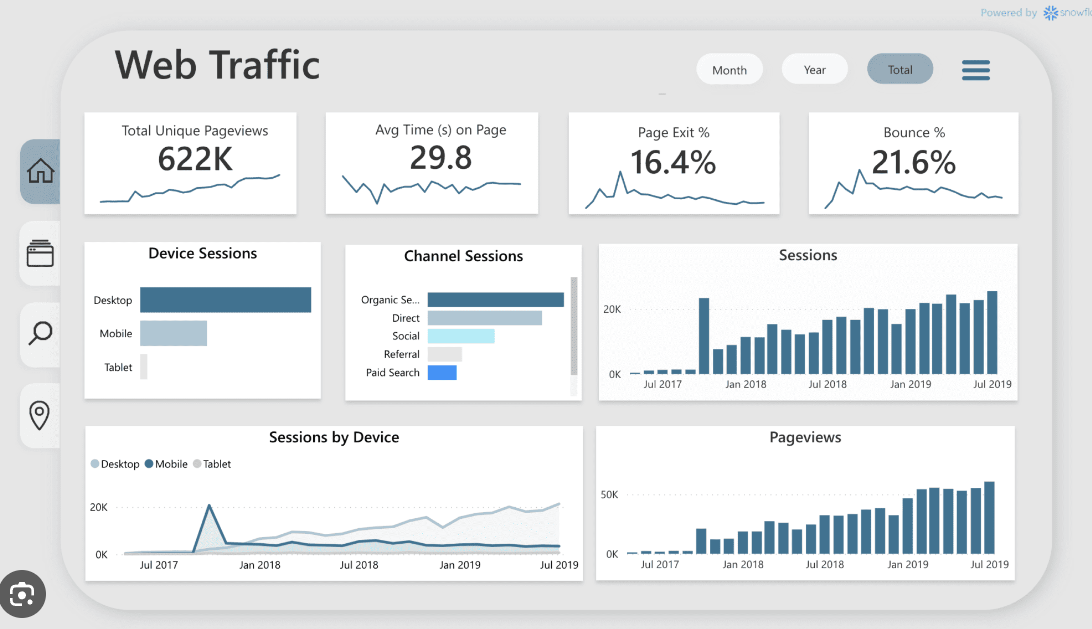 Powered by snowfl
Web Traffic
Month
Year
Total
Total Unique Pageviews
622K
Avg Time (s) on Page
29.8
Page Exit %
16.4%
Bounce %
21.6%
Device Sessions
Desktop
Mobile
Tablet
Channel Sessions
Organic Se...
Direct
Social
Referral
Paid Search
Sessions
20K
0K
Jul 2017 Jan 2018 Jul 2018 Jan 2019 Jul 2019
Sessions by Device
Desktop Mobile Tablet
20K
0K
Jul 2017 Jan 2018 Jul 2018 Jan 2019 Jul 2019
Pageviews
50K
0K
Jul 2017 Jan 2018 Jul 2018 Jan 2019 Jul 2019